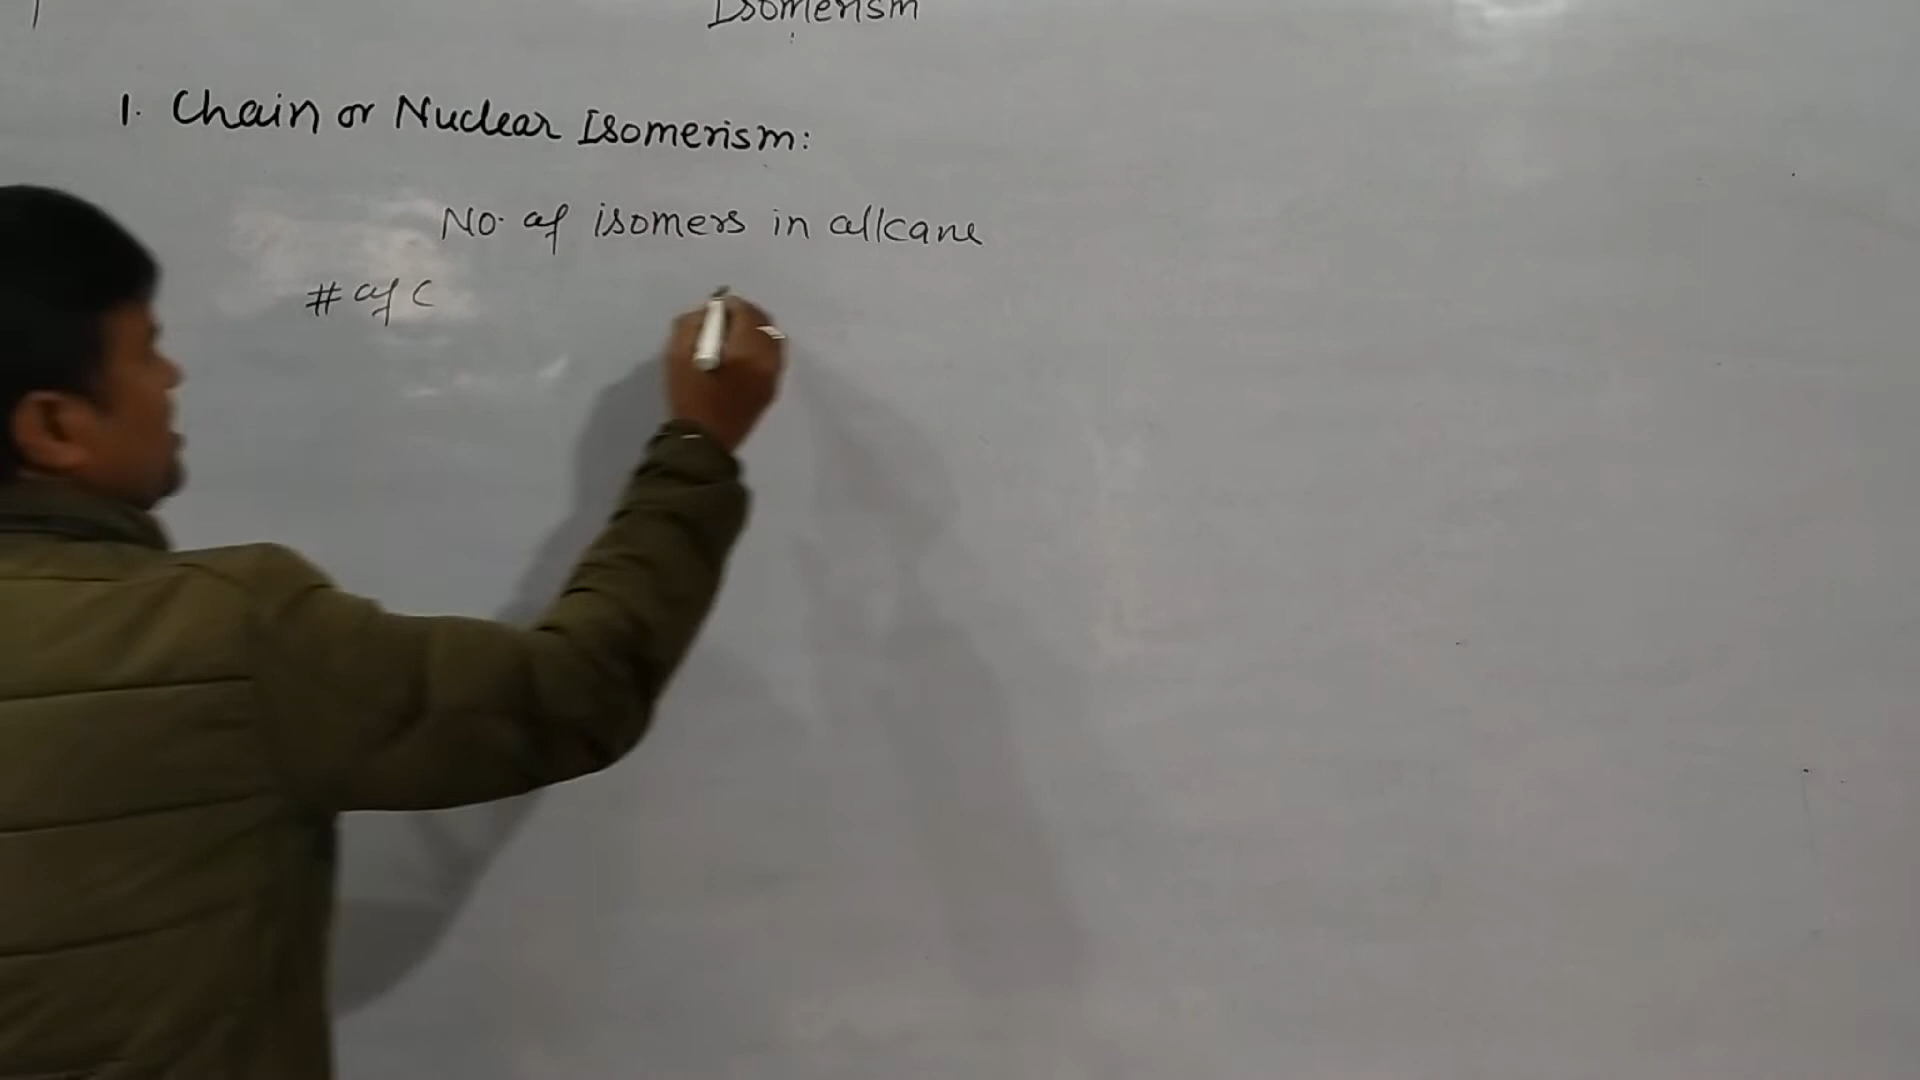 Isomerism
1. Chain or Nuclear Isomerism:
No. of isomers in alkane
# of C